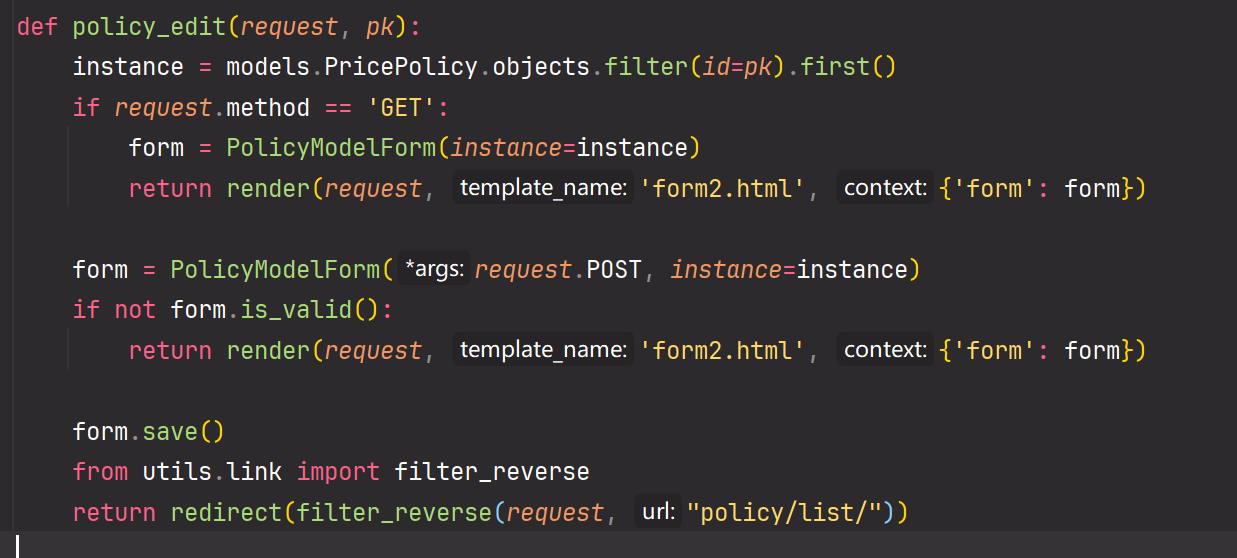 def policy_edit(request, pk):
    instance = models.PricePolicy.objects.filter(id=pk).first()
    if request.method == 'GET':
        form = PolicyModelForm(instance=instance)
        return render(request, template_name: 'form2.html', context: {'form': form})

    form = PolicyModelForm( *args: request.POST, instance=instance)
    if not form.is_valid():
        return render(request, template_name: 'form2.html', context: {'form': form})

    form.save()
    from utils.link import filter_reverse
    return redirect(filter_reverse(request, url: "policy/list/"))